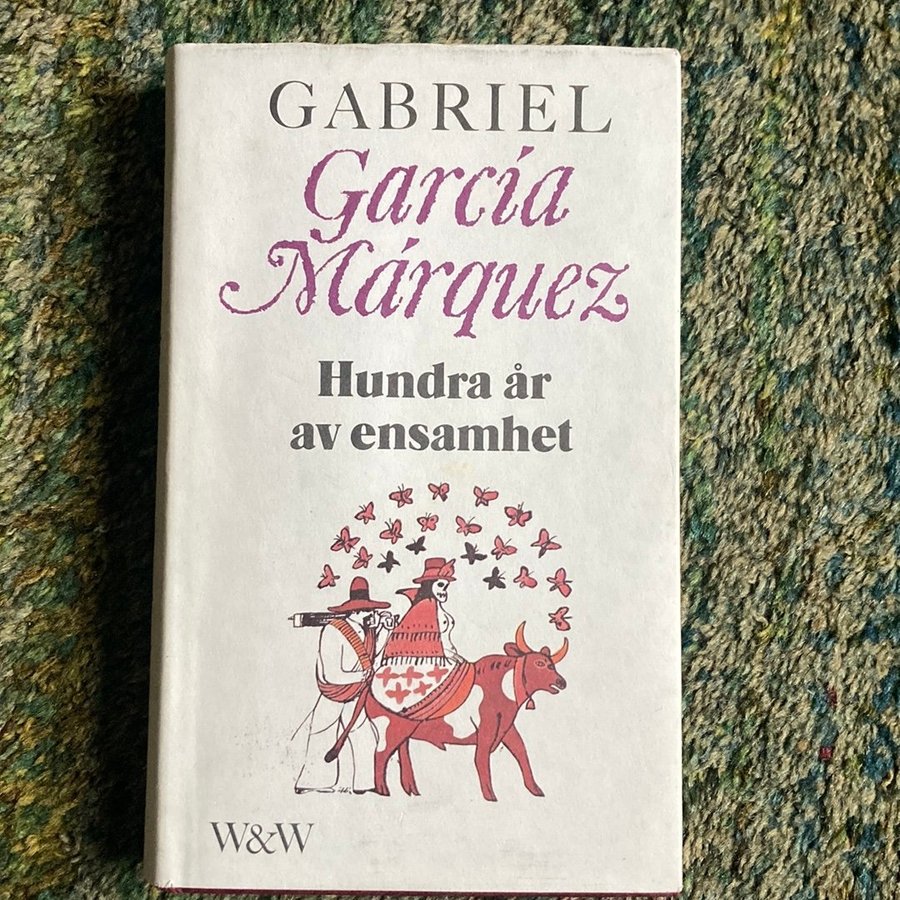 GABRIEL
García
Márquez
Hundra år
av ensamhet
W&W